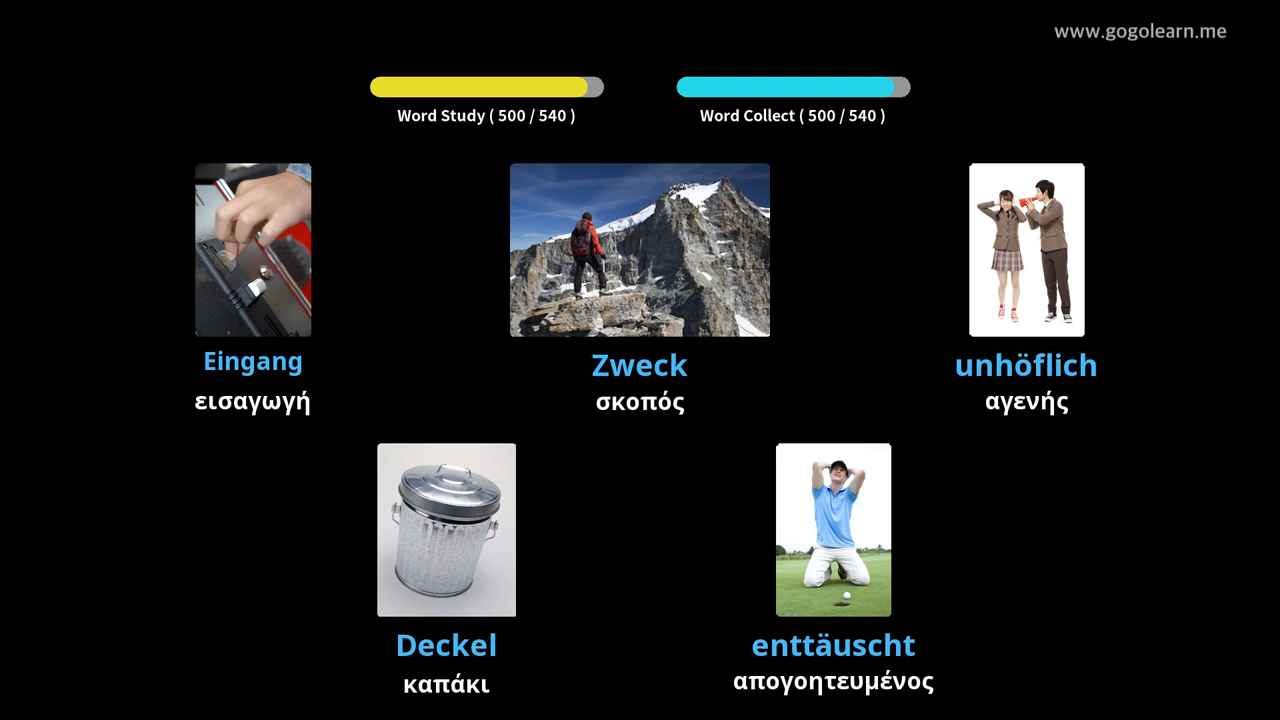 www.gogolearn.me
Word Study ( 500 / 540 )
Word Collect ( 500 / 540 )
Eingang
εισαγωγή
Zweck
σκοπός
unhöflich
αγενής
Deckel
καπάκι
enttäuscht
απογοητευμένος